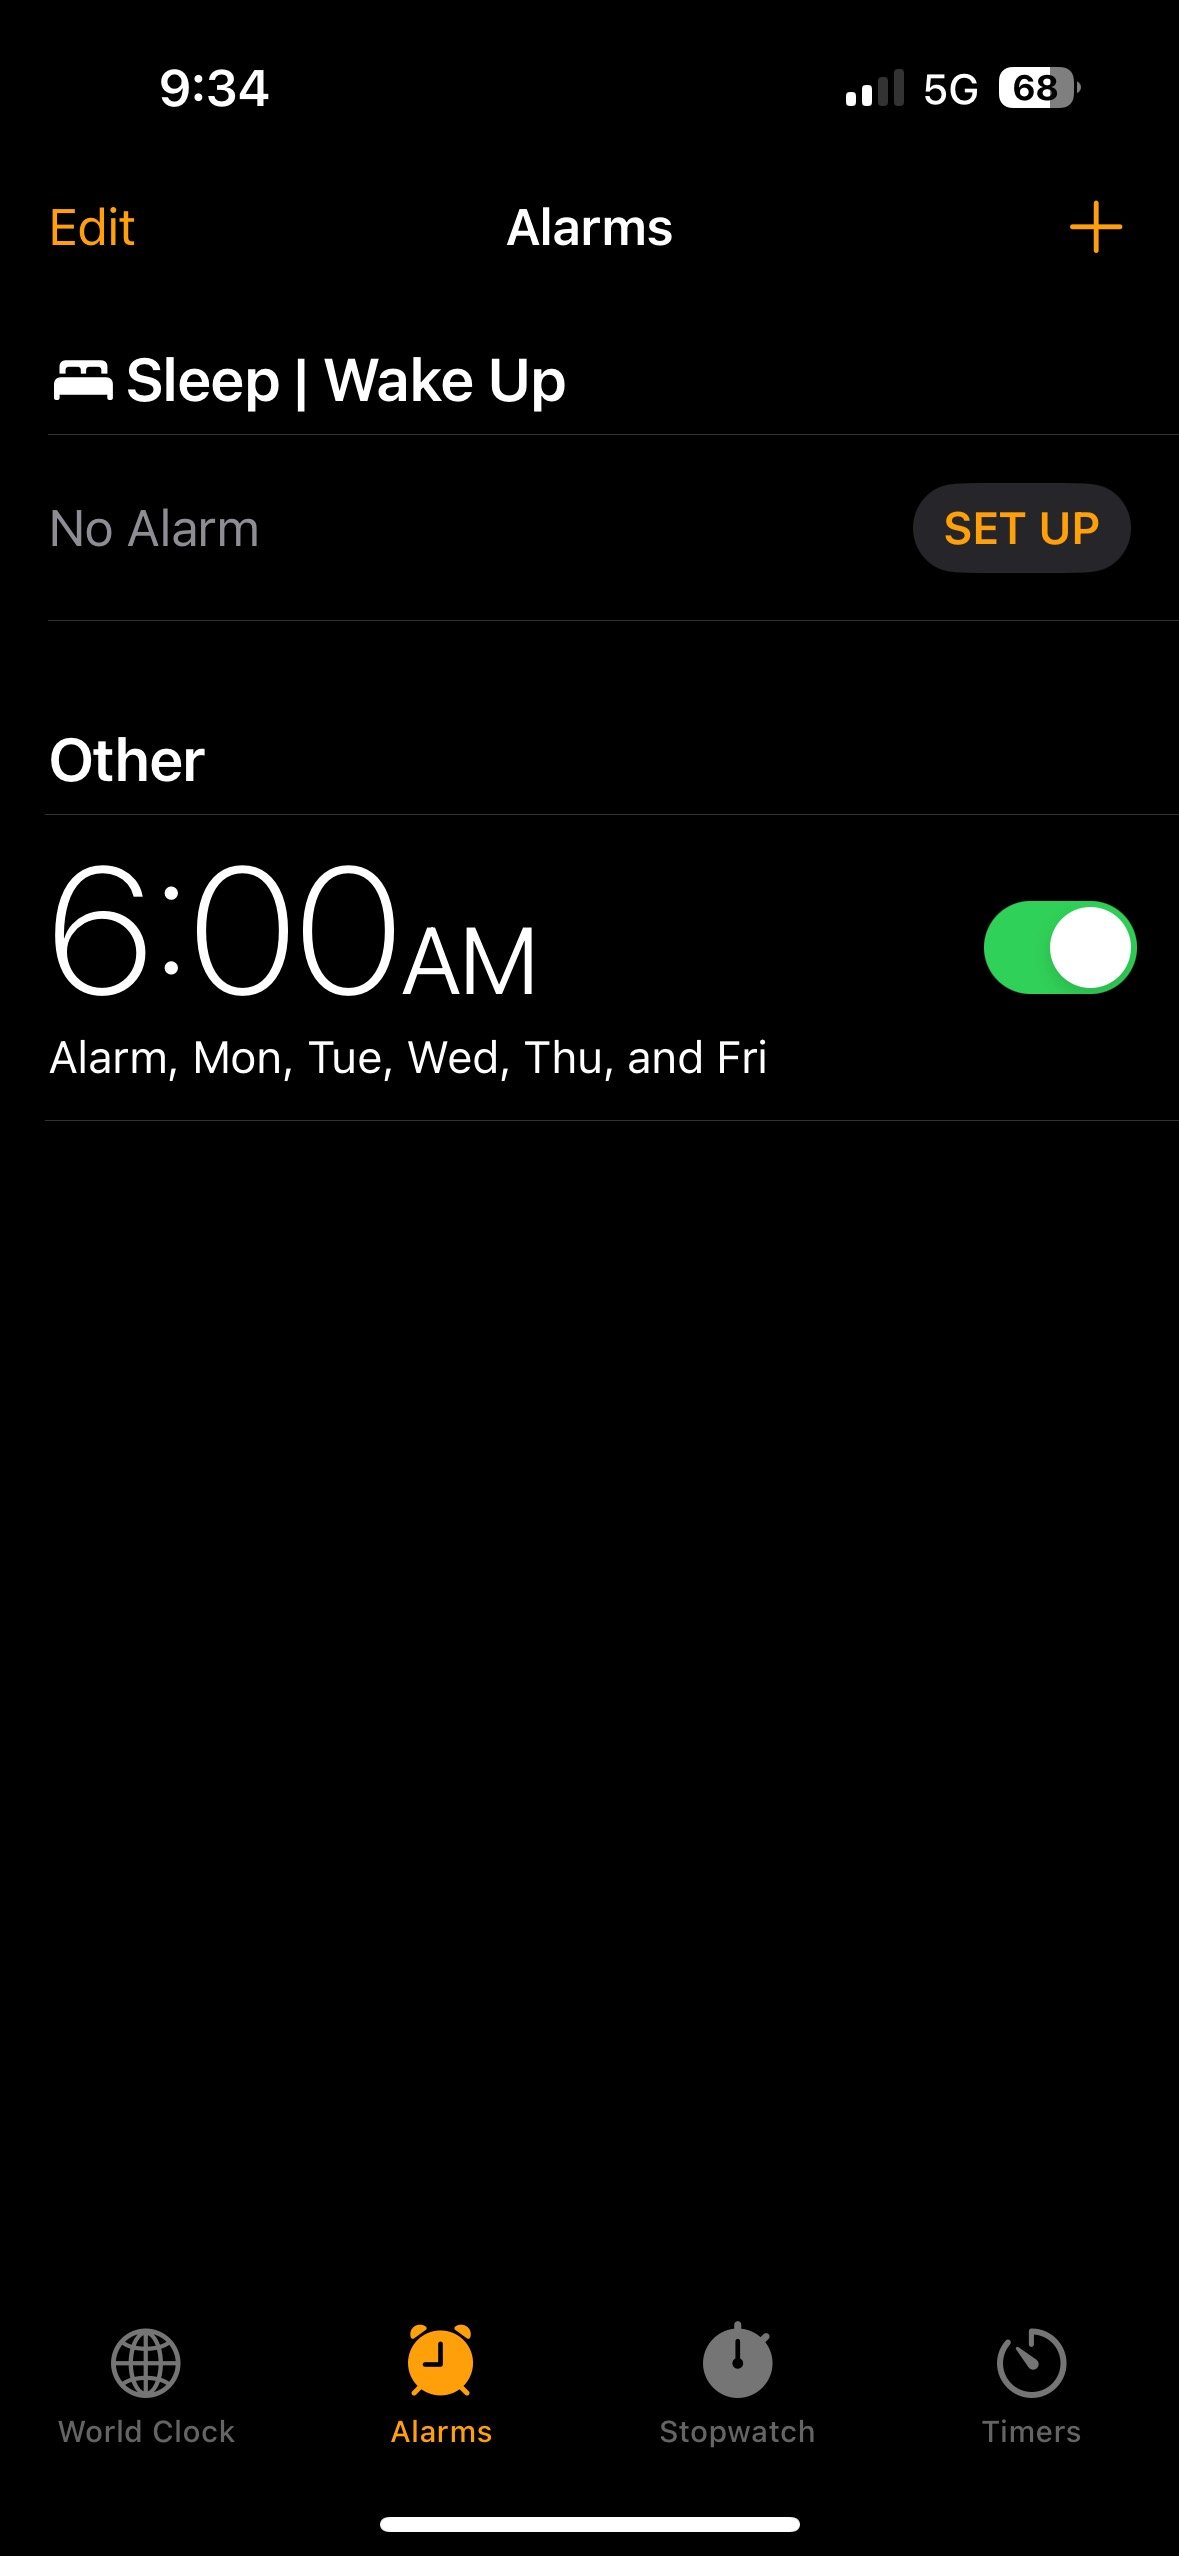 9:34 5G 68
Edit Alarms
Sleep | Wake Up
No Alarm SET UP
Other
6:00AM
Alarm, Mon, Tue, Wed, Thu, and Fri
World Clock Alarms Stopwatch Timers